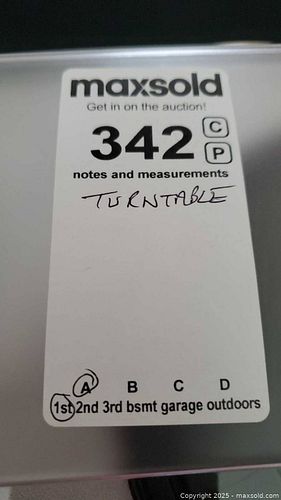 maxsold
Get in on the auction!
342 C
P
notes and measurements
TURNTABLE
A B C D
1st 2nd 3rd bsmt garage outdoors
Copyright 2025 - maxsold.com